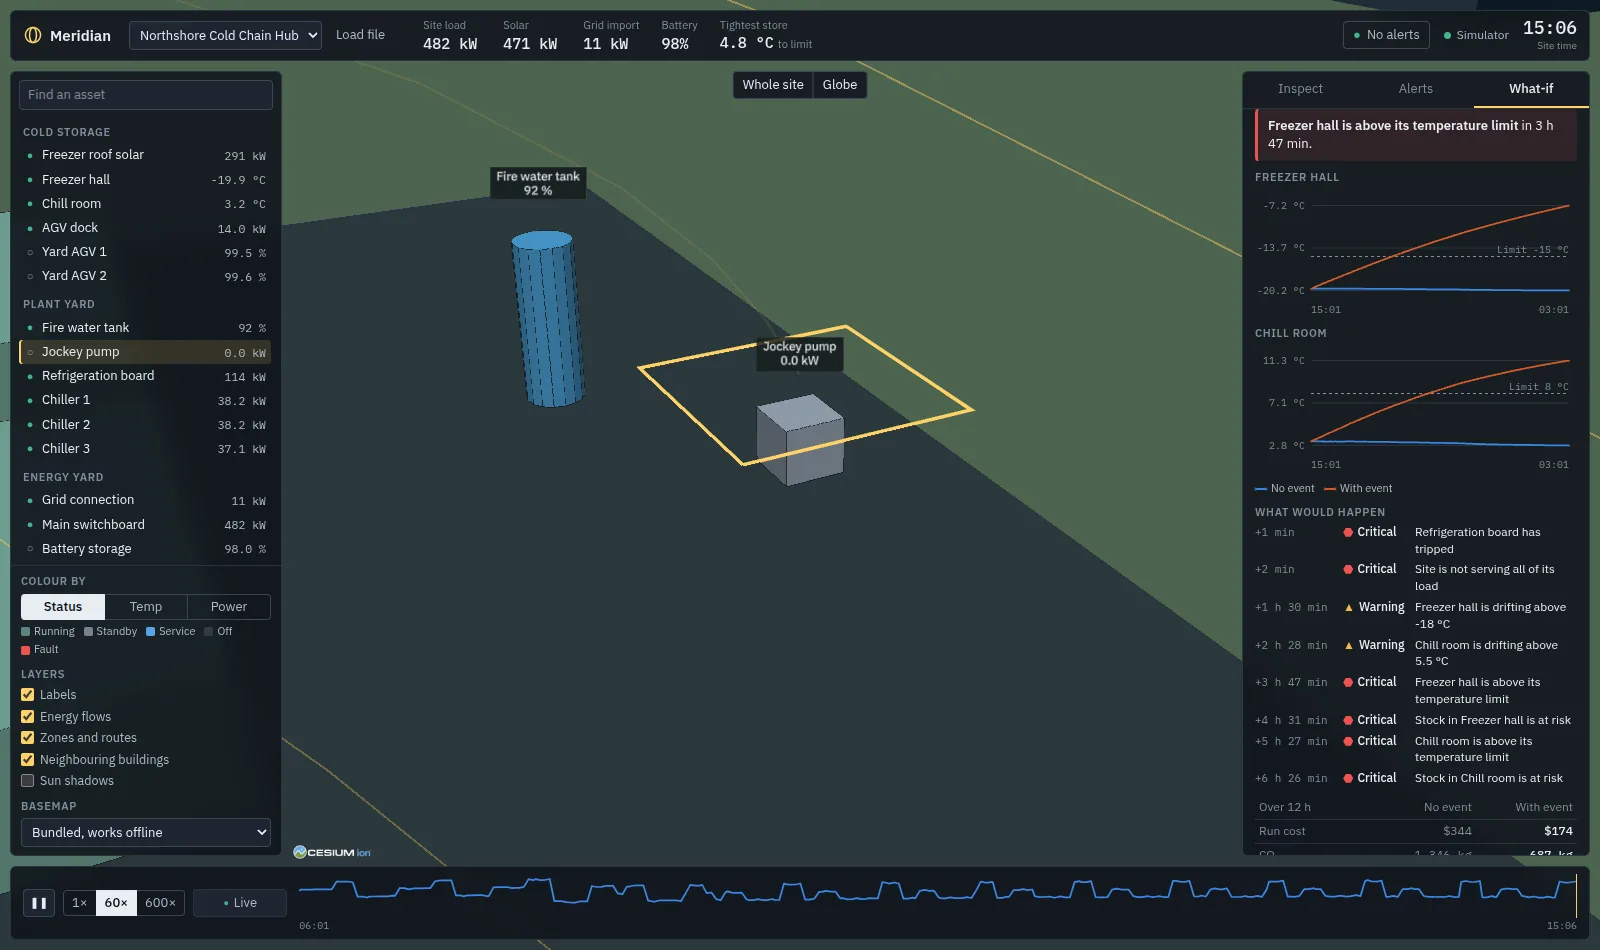 Meridian
Northshore Cold Chain Hub
Load file
Site load
482 kW
Solar
471 kW
Grid import
11 kW
Battery
98%
Tightest store
4.8 °C to limit
No alerts
Simulator
15:06
Site time
Find an asset
COLD STORAGE
Freezer roof solar 291 kW
Freezer hall -19.9 °C
Chill room 3.2 °C
AGV dock 14.0 kW
Yard AGV 1 99.5 %
Yard AGV 2 99.6 %
PLANT YARD
Fire water tank 92 %
Jockey pump 0.0 kW
Refrigeration board 114 kW
Chiller 1 38.2 kW
Chiller 2 38.2 kW
Chiller 3 37.1 kW
ENERGY YARD
Grid connection 11 kW
Main switchboard 482 kW
Battery storage 98.0 %
COLOUR BY
Status Temp Power
Running Standby Service Off
Fault
LAYERS
Labels
Energy flows
Zones and routes
Neighbouring buildings
Sun shadows
BASEMAP
Bundled, works offline
Whole site Globe
Fire water tank
92 %
Jockey pump
0.0 kW
CESIUM ion
Inspect Alerts What-if
Freezer hall is above its temperature limit in 3 h
47 min.
FREEZER HALL
-7.2 °C
-13.7 °C
Limit -15 °C
-20.2 °C
15:01 03:01
CHILL ROOM
11.3 °C
Limit 8 °C
7.1 °C
2.8 °C
15:01 03:01
No event With event
WHAT WOULD HAPPEN
+1 min Critical Refrigeration board has
tripped
+2 min Critical Site is not serving all of its
load
+1 h 30 min Warning Freezer hall is drifting above
-18 °C
+2 h 28 min Warning Chill room is drifting above
5.5 °C
+3 h 47 min Critical Freezer hall is above its
temperature limit
+4 h 31 min Critical Stock in Freezer hall is at risk
+5 h 27 min Critical Chill room is above its
temperature limit
+6 h 26 min Critical Stock in Chill room is at risk
Over 12 h No event With event
Run cost $344 $174
1× 60× 600×
Live
06:01 15:06